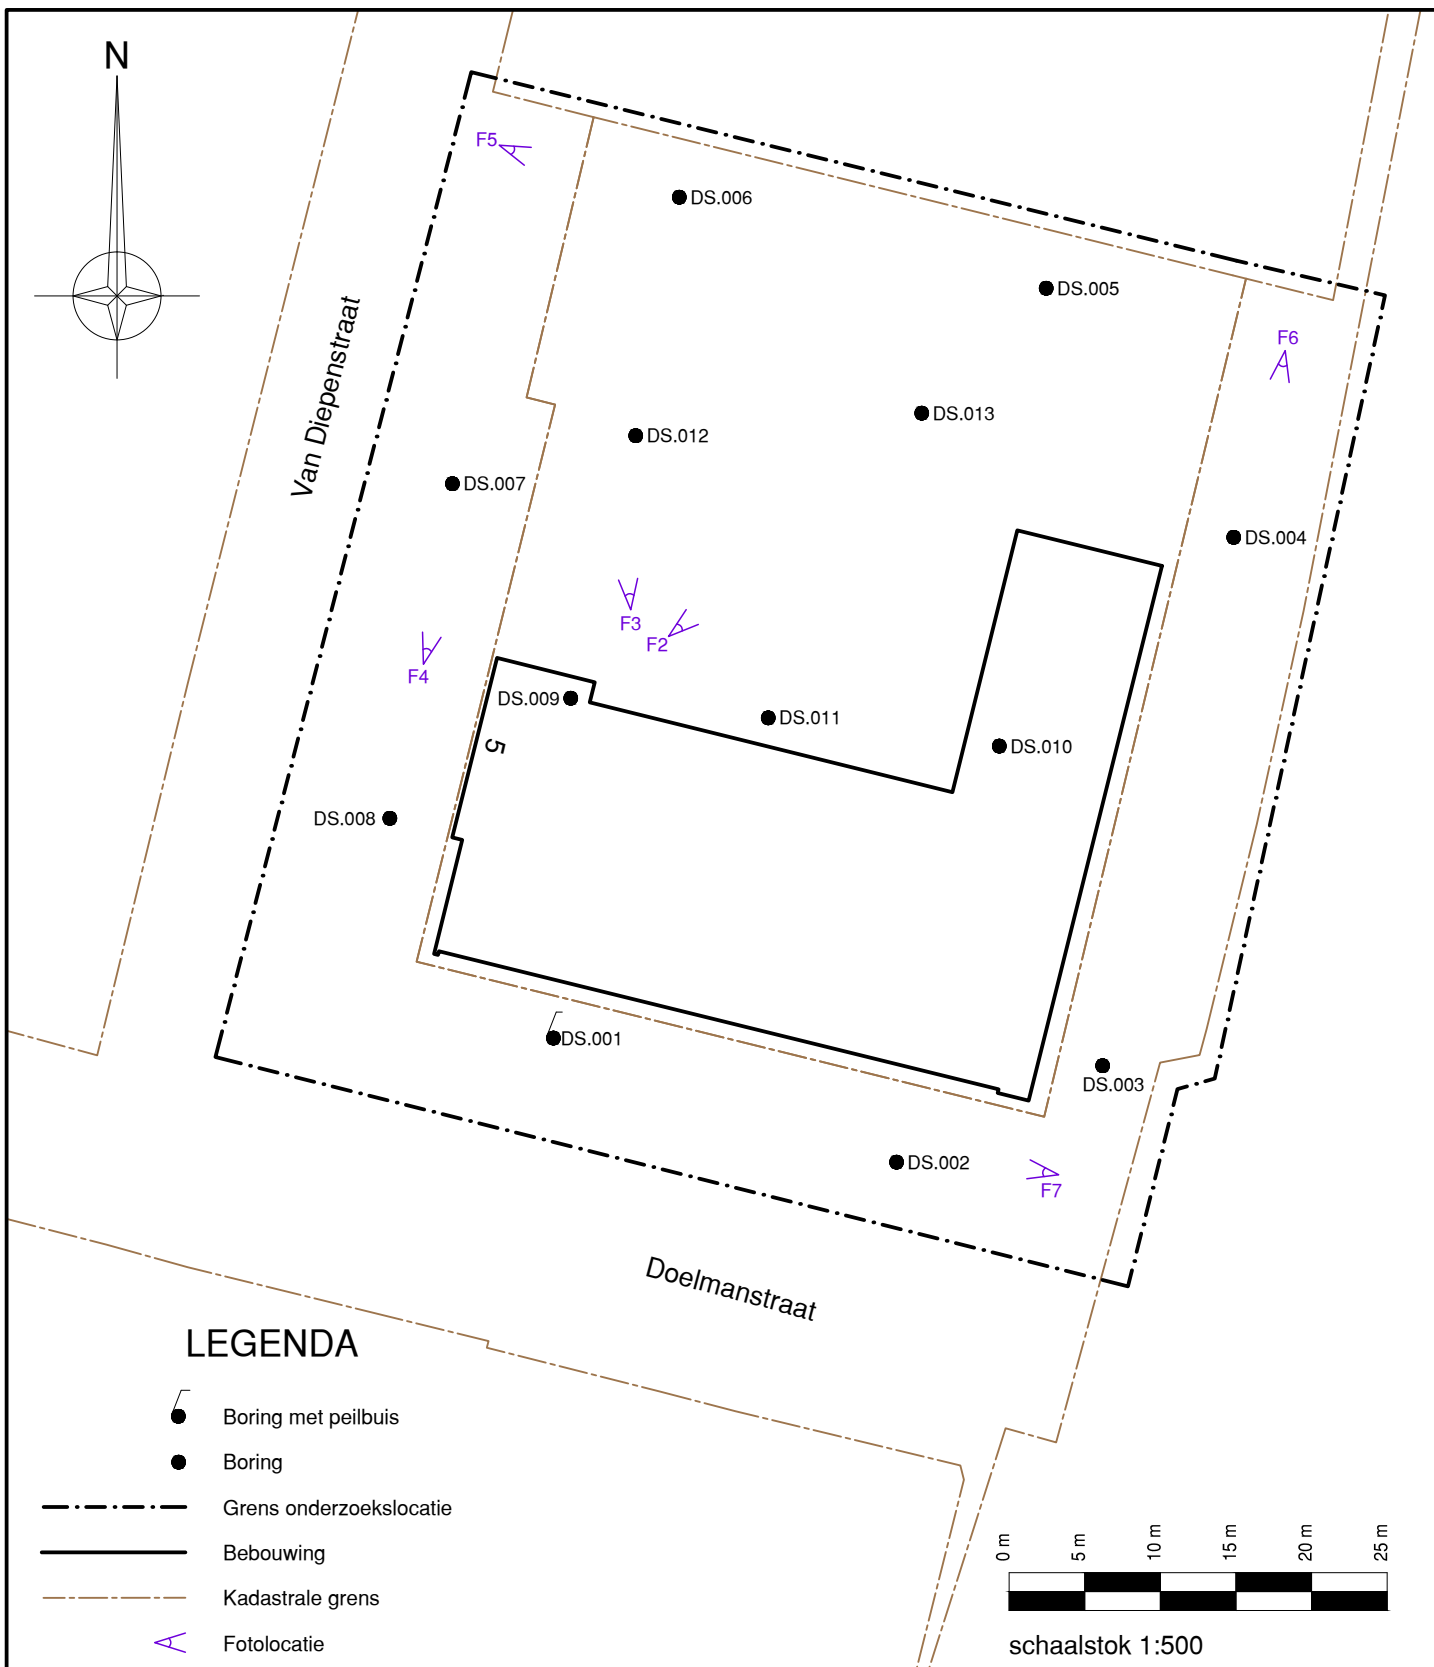 N
F5
DS.006
DS.005
F6
Van Diepenstraat
DS.013
DS.012
DS.007
DS.004
F3
F2
F4
DS.009
DS.011
5
DS.010
DS.008
DS.001
DS.003
DS.002
F7
Doelmanstraat
LEGENDA
Boring met peilbuis
Boring
Grens onderzoekslocatie
Bebouwing
Kadastrale grens
Fotolocatie
0 m
5 m
10 m
15 m
20 m
25 m
schaalstok 1:500